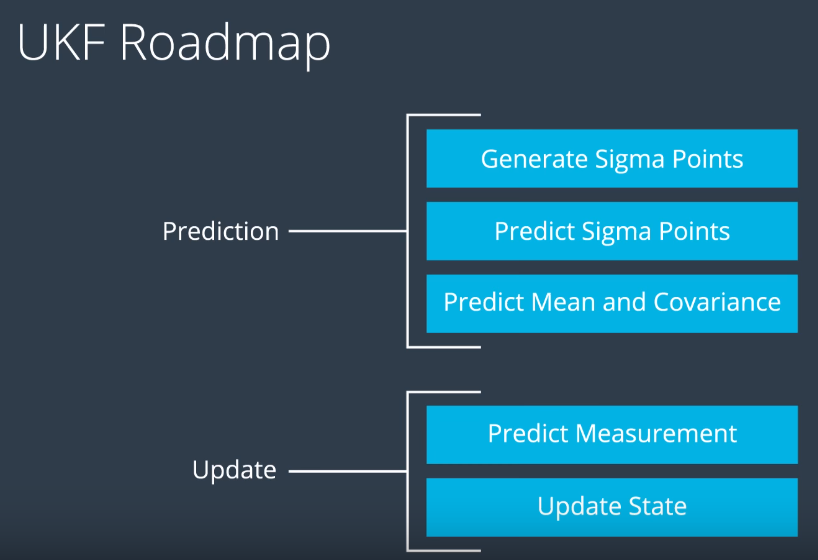 UKF Roadmap
Prediction
Generate Sigma Points
Predict Sigma Points
Predict Mean and Covariance
Update
Predict Measurement
Update State